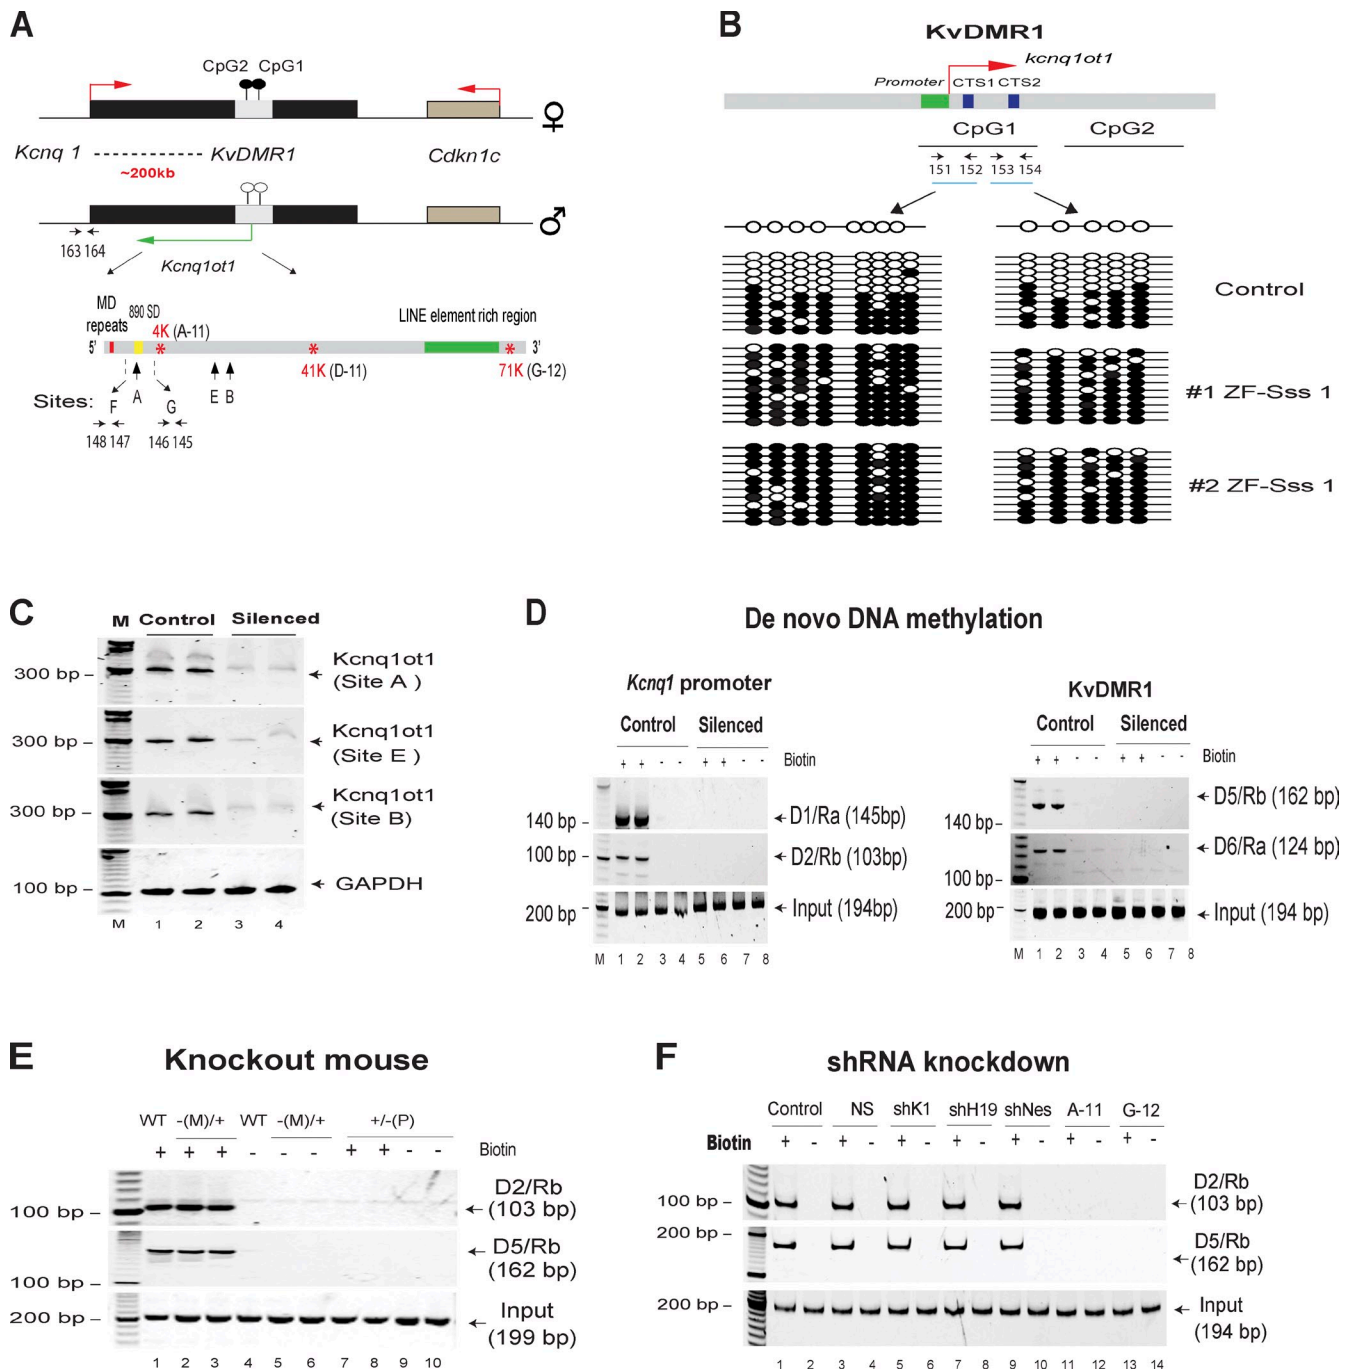 A
CpG2 CpG1
♀
Kcnq 1 KvDMR1 Cdkn1c
~200kb
♂
163 164
Kcnq1ot1
MD repeats
890 SD
4K (A-11)
LINE element rich region
5' 3'
41K (D-11)
71K (G-12)
Sites: F A G E B
148 147 146 145
B
KvDMR1
kcnq1ot1
Promoter CTS1 CTS2
CpG1 CpG2
151 152 153 154
Control
#1 ZF-Sss 1
#2 ZF-Sss 1
C
M Control Silenced
300 bp – Kcnq1ot1
(Site A )
300 bp – Kcnq1ot1
(Site E )
300 bp – Kcnq1ot1
(Site B)
100 bp – GAPDH
M 1 2 3 4
D
De novo DNA methylation
Kcnq1 promoter
Control Silenced
+ + - - + + - - Biotin
140 bp – D1/Ra (145bp)
100 bp – D2/Rb (103bp)
200 bp – Input (194bp)
M 1 2 3 4 5 6 7 8
KvDMR1
Control Silenced
+ + - - + + - - Biotin
D5/Rb (162 bp)
140 bp –
D6/Ra (124 bp)
100 bp –
200 bp – Input (194 bp)
M 1 2 3 4 5 6 7 8
E
Knockout mouse
WT -(M)/+ WT -(M)/+ +/-(P)
+ + + - - - + + - - Biotin
D2/Rb
100 bp – (103 bp)
D5/Rb
(162 bp)
100 bp –
200 bp – Input
(199 bp)
1 2 3 4 5 6 7 8 9 10
F
shRNA knockdown
Control NS shK1 shH19 shNes A-11 G-12
Biotin + - + - + - + - + - + - + -
D2/Rb
100 bp – (103 bp)
200 bp –
D5/Rb
(162 bp)
200 bp – Input
(194 bp)
1 2 3 4 5 6 7 8 9 10 11 12 13 14